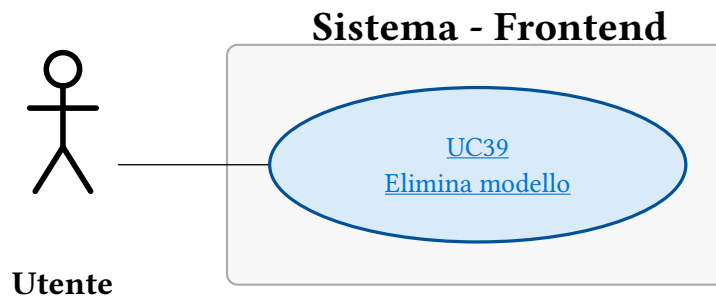 Sistema - Frontend
UC39
Elimina modello
Utente